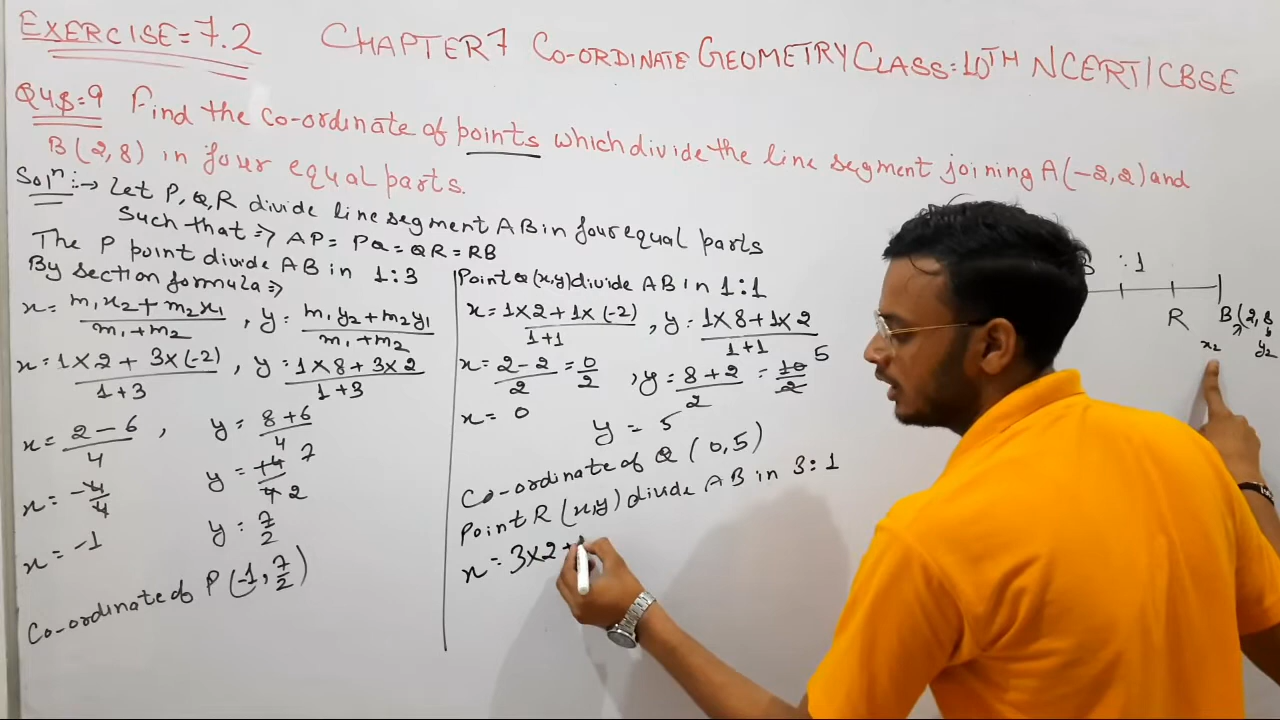 EXERCISE=7.2 CHAPTER7 CO-ORDINATE GEOMETRY CLASS:10TH NCERT/CBSE
QUS=9 Find the Co-ordinate of points which divide the line segment joining A(-2,2) and
B(2,8) in four equal parts.
Solⁿ:→ Let P, Q, R divide line segment AB in four equal parts
Such that ⇒ AP = PQ = QR = RB
The P point divide AB in 1:3
By section formula ⇒
x = m₁x₂ + m₂x₁ / m₁+m₂ , y = m₁y₂ + m₂y₁ / m₁+m₂
x = 1×2 + 3×(-2) / 1+3 , y = 1×8 + 3×2 / 1+3
x = 2-6 / 4 , y = 8+6 / 4
x = -4/4 y = 14/4 7 2
x = -1 y = 7/2
Co-ordinate of P(-1, 7/2)
Point Q(x,y) divide AB in 1:1
x = 1×2 + 1×(-2) / 1+1 , y = 1×8 + 1×2 / 1+1
x = 2-2 / 2 = 0/2 , y = 8+2 / 2 = 10/2 5
x = 0 y = 5
Co-ordinate of Q (0,5)
Point R (x,y) divide AB in 3:1
x = 3×2 +
:1
R B(2,8
x₂ y₂